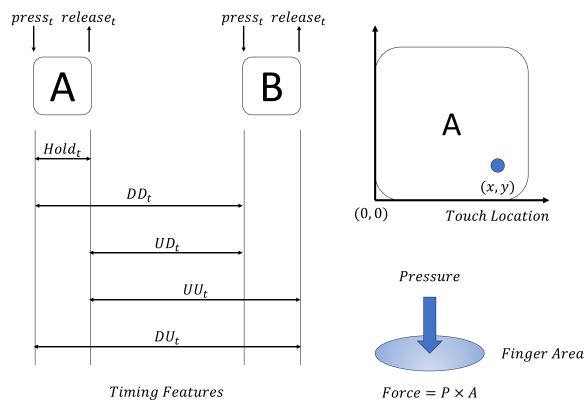 press_t release_t
press_t release_t
A
B
Hold_t
DD_t
UD_t
UU_t
DU_t
Timing Features
A
(x, y)
(0, 0)
Touch Location
Pressure
Finger Area
Force = P × A